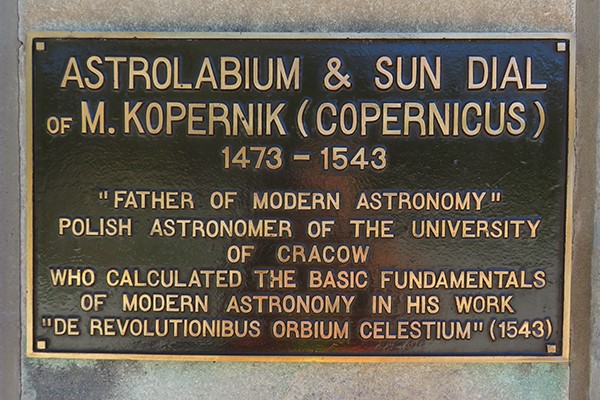 ASTROLABIUM & SUN DIAL
OF M. KOPERNIK (COPERNICUS)
1473 - 1543
"FATHER OF MODERN ASTRONOMY"
POLISH ASTRONOMER OF THE UNIVERSITY
OF CRACOW
WHO CALCULATED THE BASIC FUNDAMENTALS
OF MODERN ASTRONOMY IN HIS WORK
"DE REVOLUTIONIBUS ORBIUM CELESTIUM" (1543)